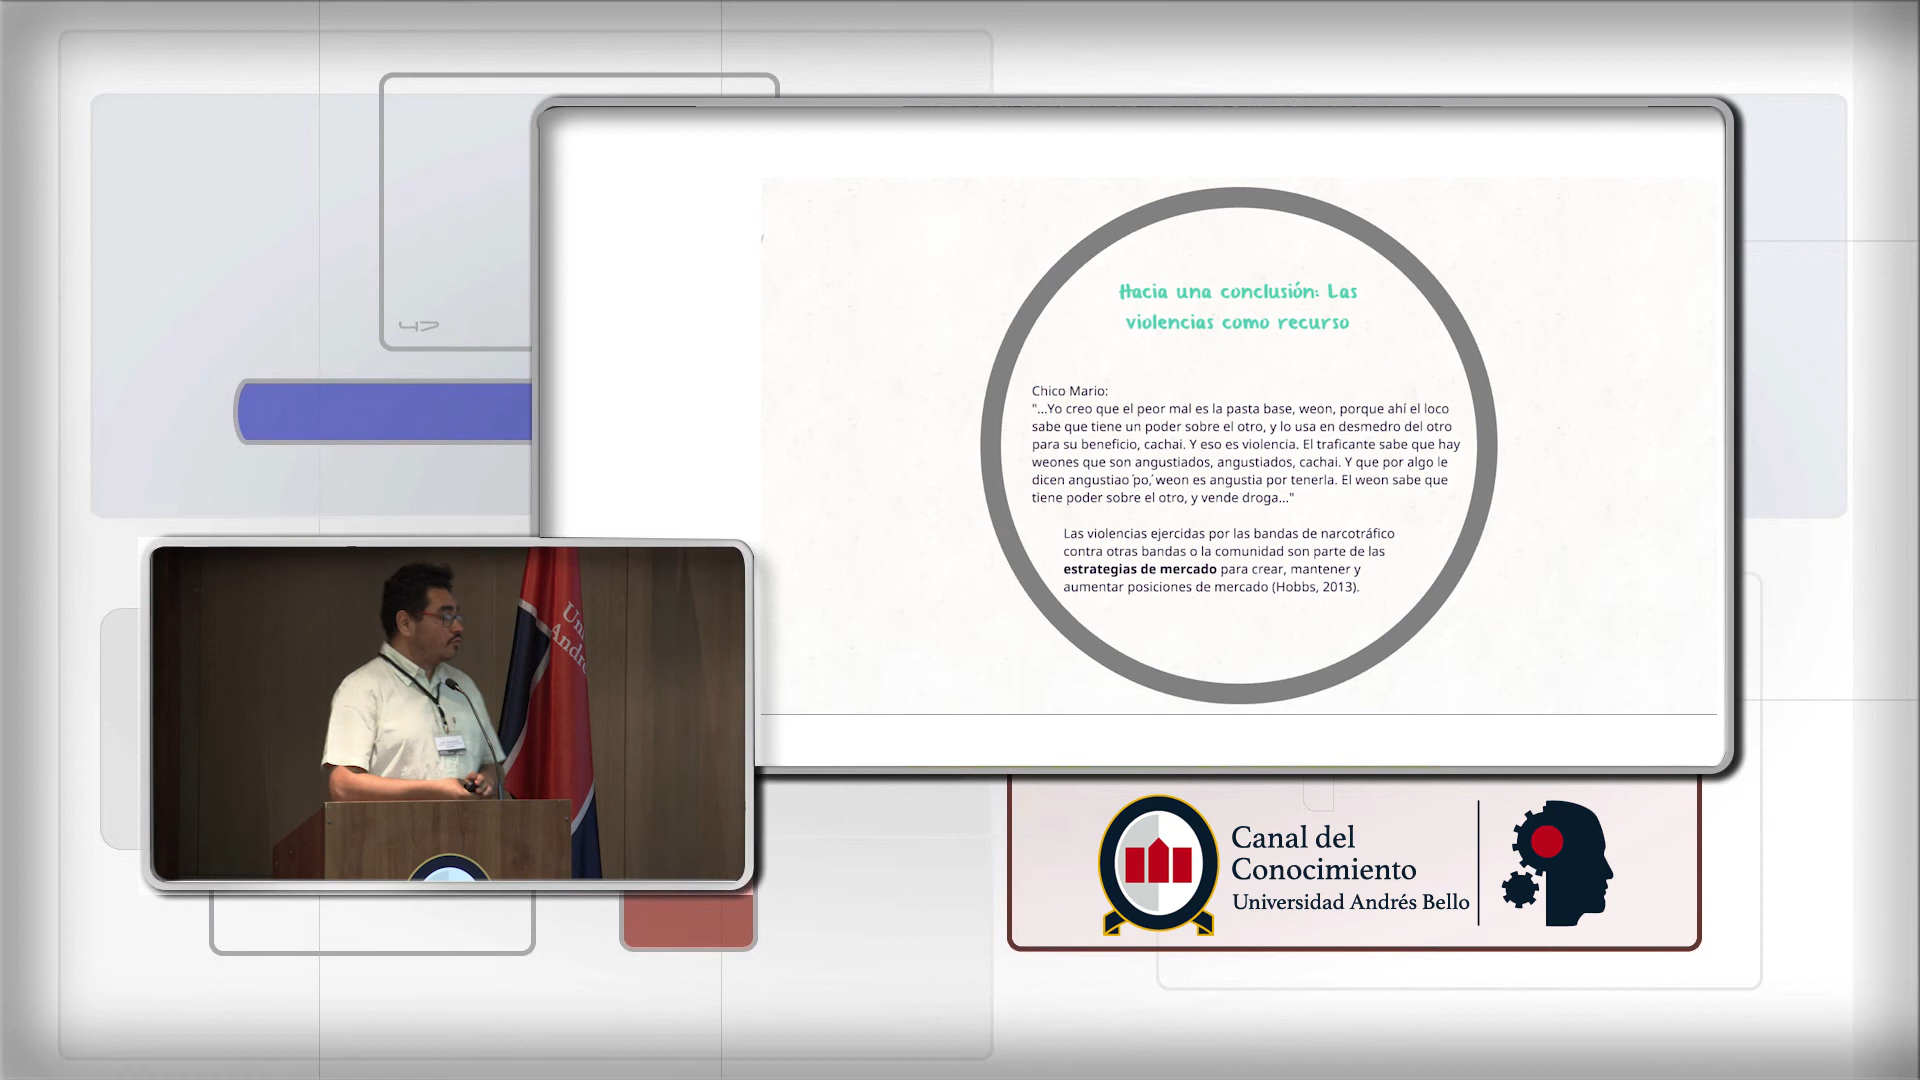 Hacia una conclusión: Las
violencias como recurso
Chico Mario:
"...Yo creo que el peor mal es la pasta base, weon, porque ahí el loco
sabe que tiene un poder sobre el otro, y lo usa en desmedro del otro
para su beneficio, cachai. Y eso es violencia. El traficante sabe que hay
weones que son angustiados, angustiados, cachai. Y que por algo le
dicen angustiao ́po,́ weon es angustia por tenerla. El weon sabe que
tiene poder sobre el otro, y vende droga..."
Las violencias ejercidas por las bandas de narcotráfico
contra otras bandas o la comunidad son parte de las
estrategias de mercado para crear, mantener y
aumentar posiciones de mercado (Hobbs, 2013).
Canal del
Conocimiento
Universidad Andrés Bello